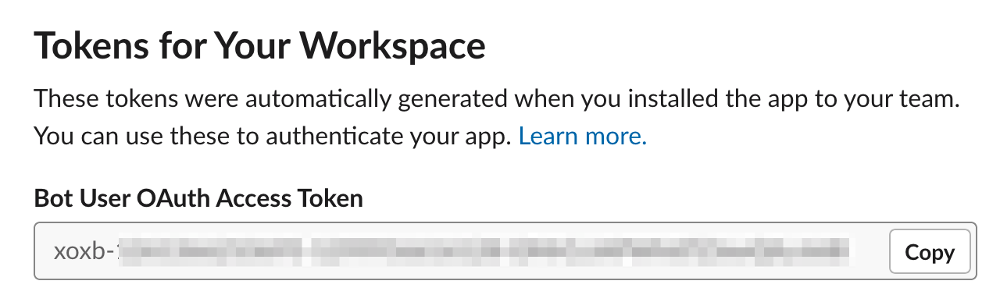 Tokens for Your Workspace
These tokens were automatically generated when you installed the app to your team.
You can use these to authenticate your app. Learn more.
Bot User OAuth Access Token
xoxb-
Copy